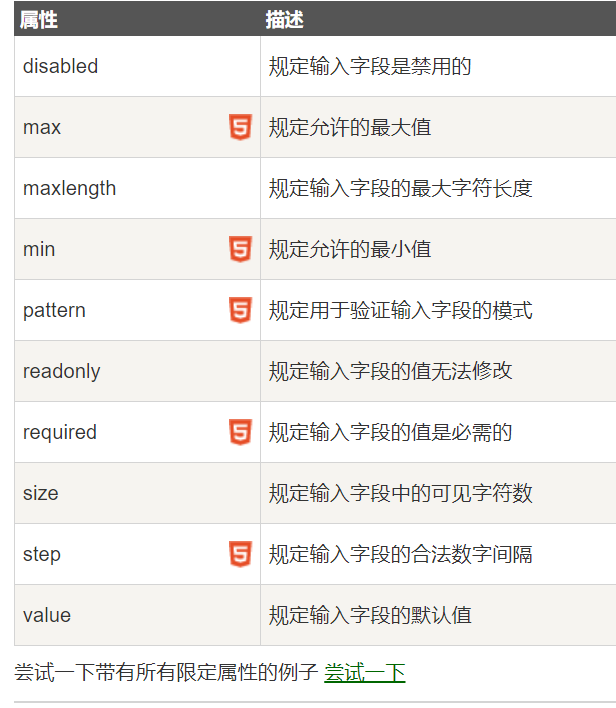 属性 描述
disabled 规定输入字段是禁用的
max 规定允许的最大值
maxlength 规定输入字段的最大字符长度
min 规定允许的最小值
pattern 规定用于验证输入字段的模式
readonly 规定输入字段的值无法修改
required 规定输入字段的值是必需的
size 规定输入字段中的可见字符数
step 规定输入字段的合法数字间隔
value 规定输入字段的默认值
尝试一下带有所有限定属性的例子 尝试一下